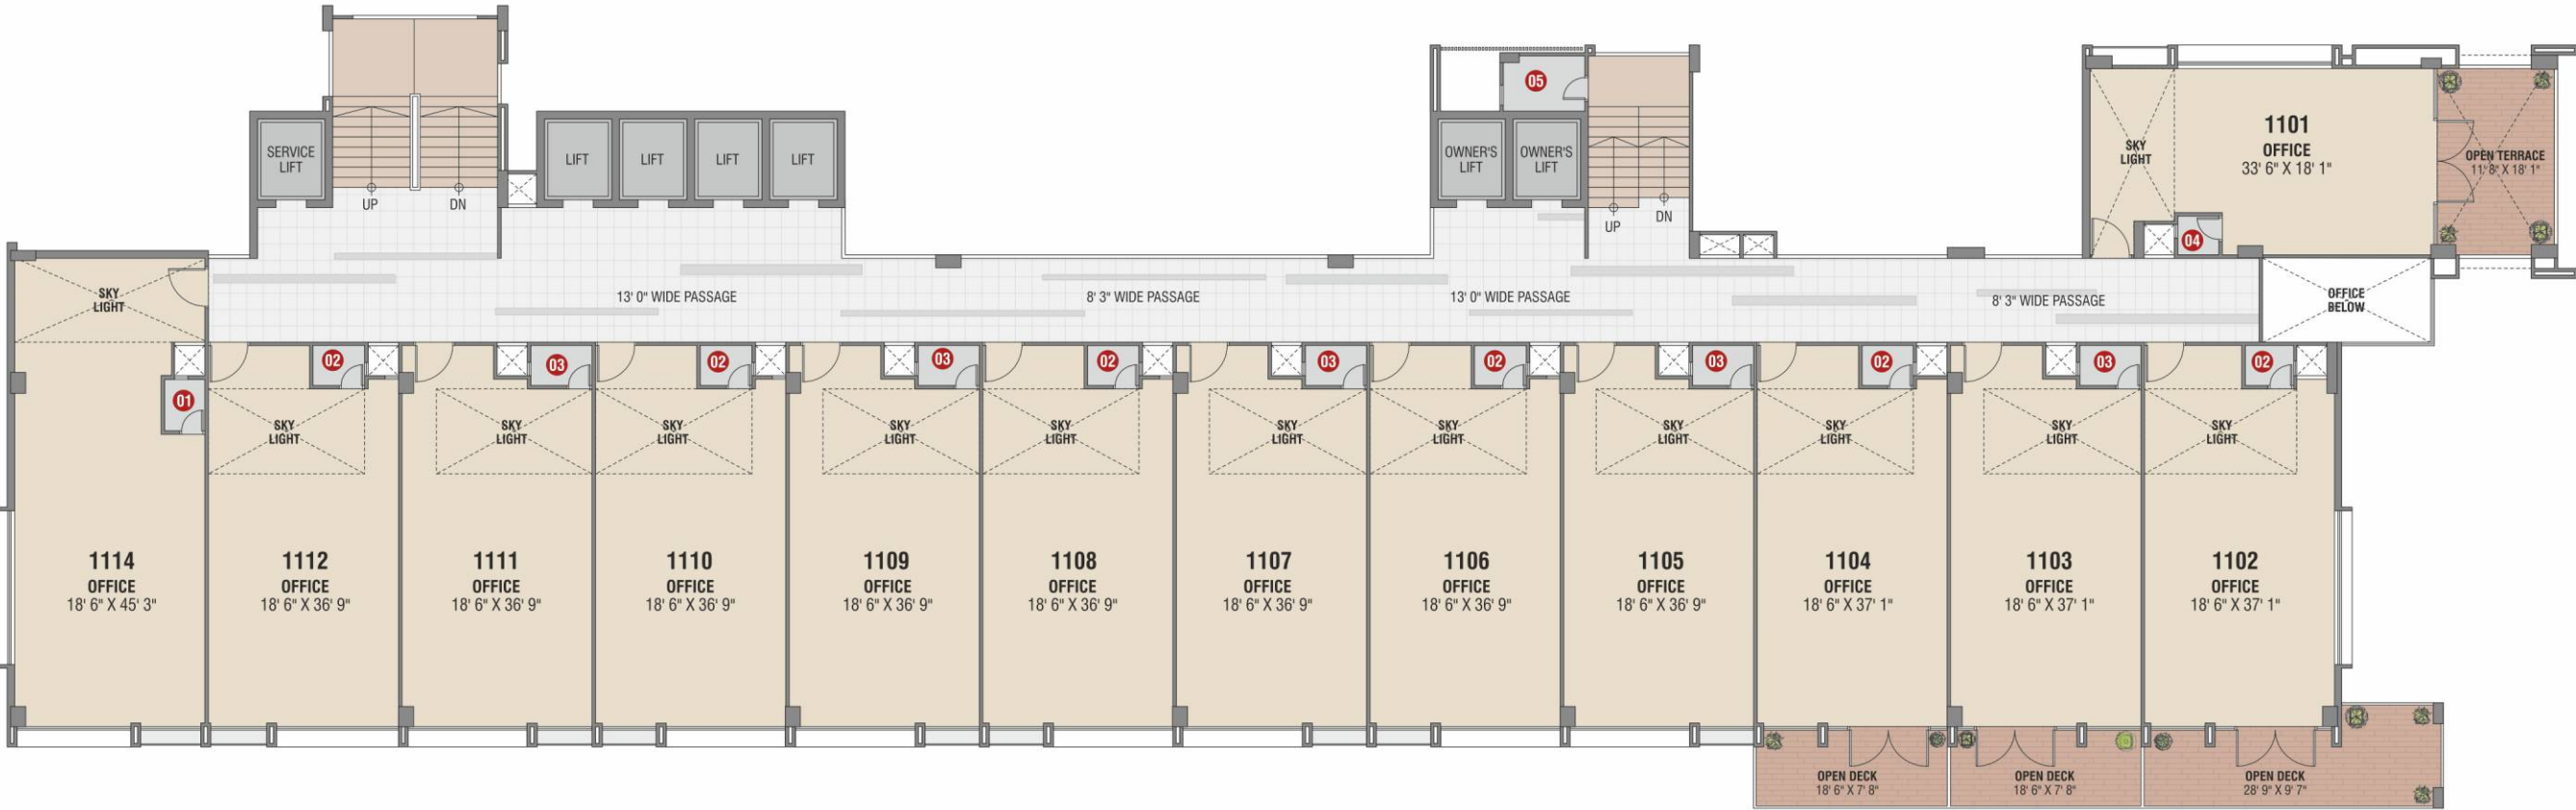 SERVICE
LIFT
UP
DN
LIFT
LIFT
LIFT
LIFT
05
OWNER'S
LIFT
OWNER'S
LIFT
UP
DN
SKY
LIGHT
1101
OFFICE
33' 6" X 18' 1"
OPEN TERRACE
11' 8" X 18' 1"
04
SKY
LIGHT
13' 0" WIDE PASSAGE
8' 3" WIDE PASSAGE
13' 0" WIDE PASSAGE
8' 3" WIDE PASSAGE
OFFICE
BELOW
01
02
03
02
03
02
03
02
03
02
03
02
SKY
LIGHT
SKY
LIGHT
SKY
LIGHT
SKY
LIGHT
SKY
LIGHT
SKY
LIGHT
SKY
LIGHT
SKY
LIGHT
SKY
LIGHT
SKY
LIGHT
SKY
LIGHT
1114
OFFICE
18' 6" X 45' 3"
1112
OFFICE
18' 6" X 36' 9"
1111
OFFICE
18' 6" X 36' 9"
1110
OFFICE
18' 6" X 36' 9"
1109
OFFICE
18' 6" X 36' 9"
1108
OFFICE
18' 6" X 36' 9"
1107
OFFICE
18' 6" X 36' 9"
1106
OFFICE
18' 6" X 36' 9"
1105
OFFICE
18' 6" X 36' 9"
1104
OFFICE
18' 6" X 37' 1"
1103
OFFICE
18' 6" X 37' 1"
1102
OFFICE
18' 6" X 37' 1"
OPEN DECK
18' 6" X 7' 8"
OPEN DECK
18' 6" X 7' 8"
OPEN DECK
28' 9" X 9' 7"